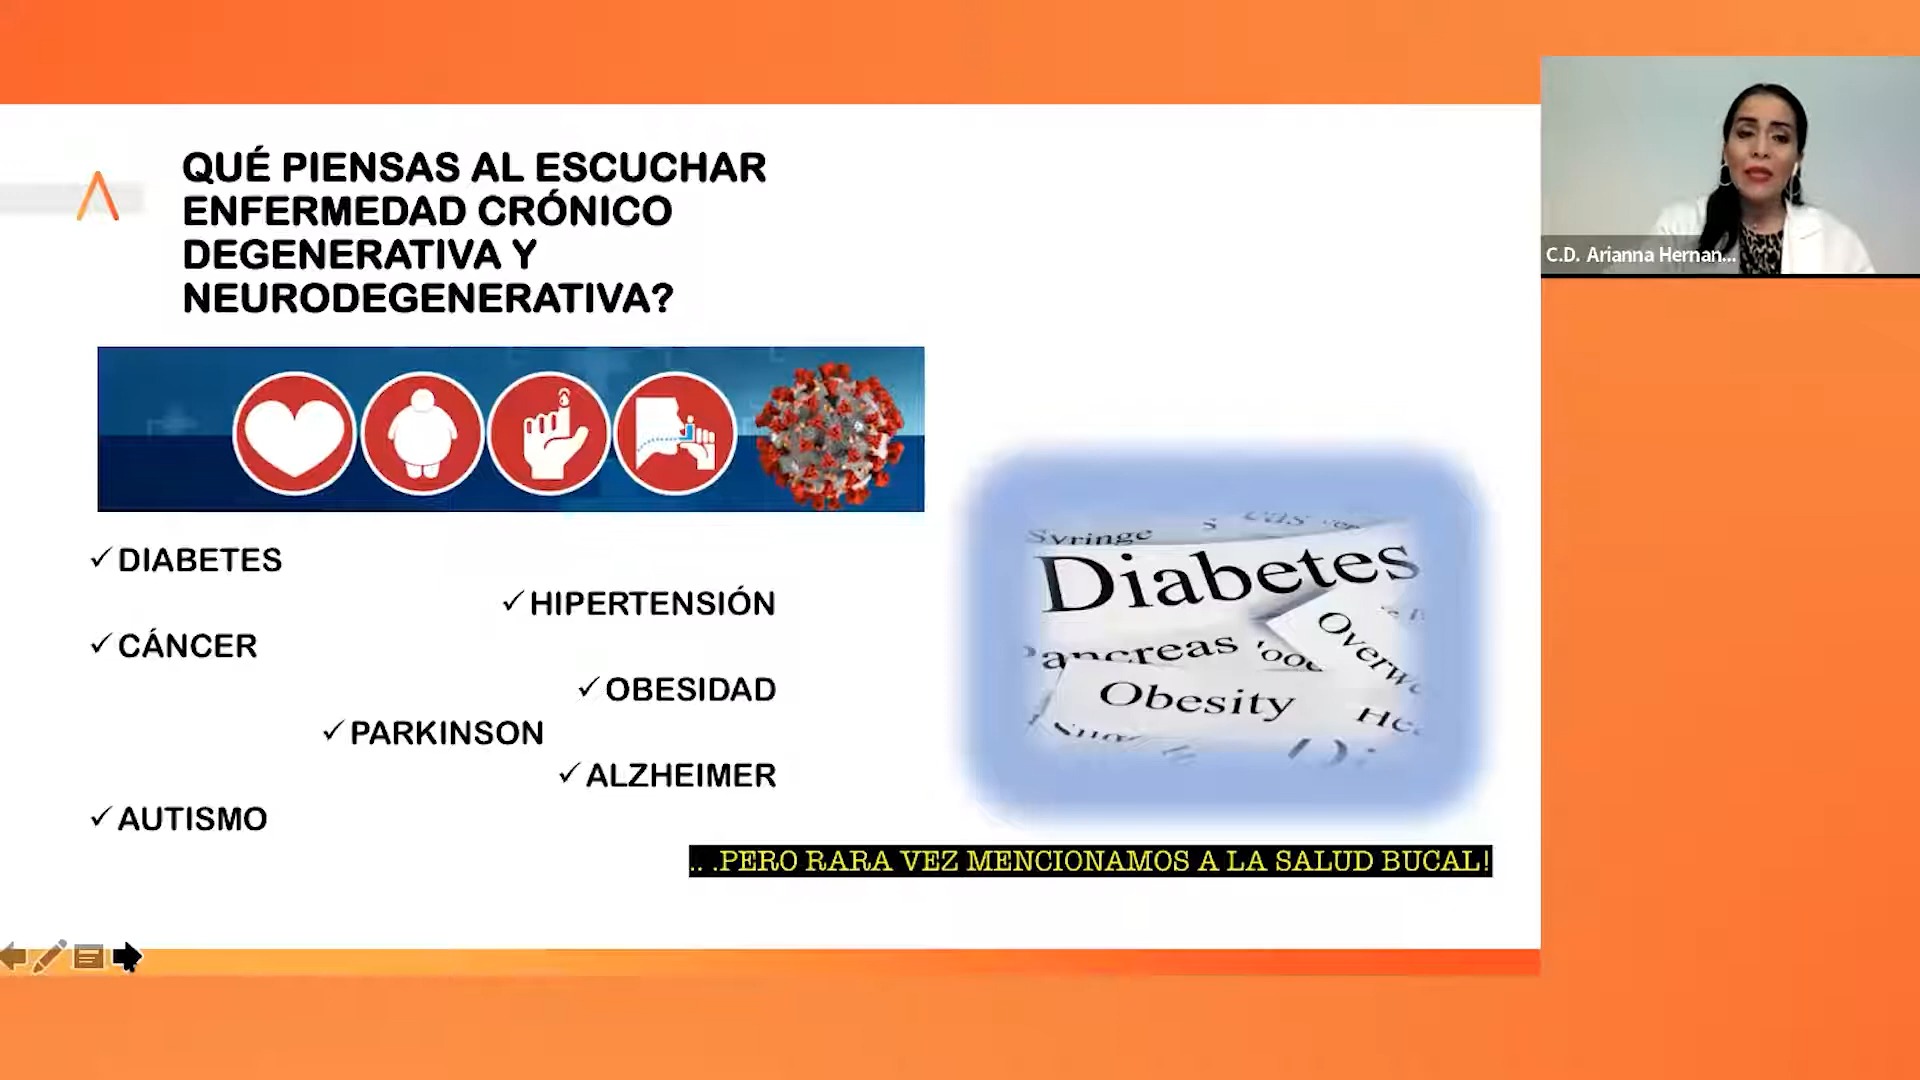 QUÉ PIENSAS AL ESCUCHAR
ENFERMEDAD CRÓNICO
DEGENERATIVA Y
NEURODEGENERATIVA?
C.D. Arianna Hernan...
✓ DIABETES
✓ HIPERTENSIÓN
✓ CÁNCER
✓ OBESIDAD
✓ PARKINSON
✓ ALZHEIMER
✓ AUTISMO
Syringe
Diabetes
Pancreas
Obesity
.. .PERO RARA VEZ MENCIONAMOS A LA SALUD BUCAL!